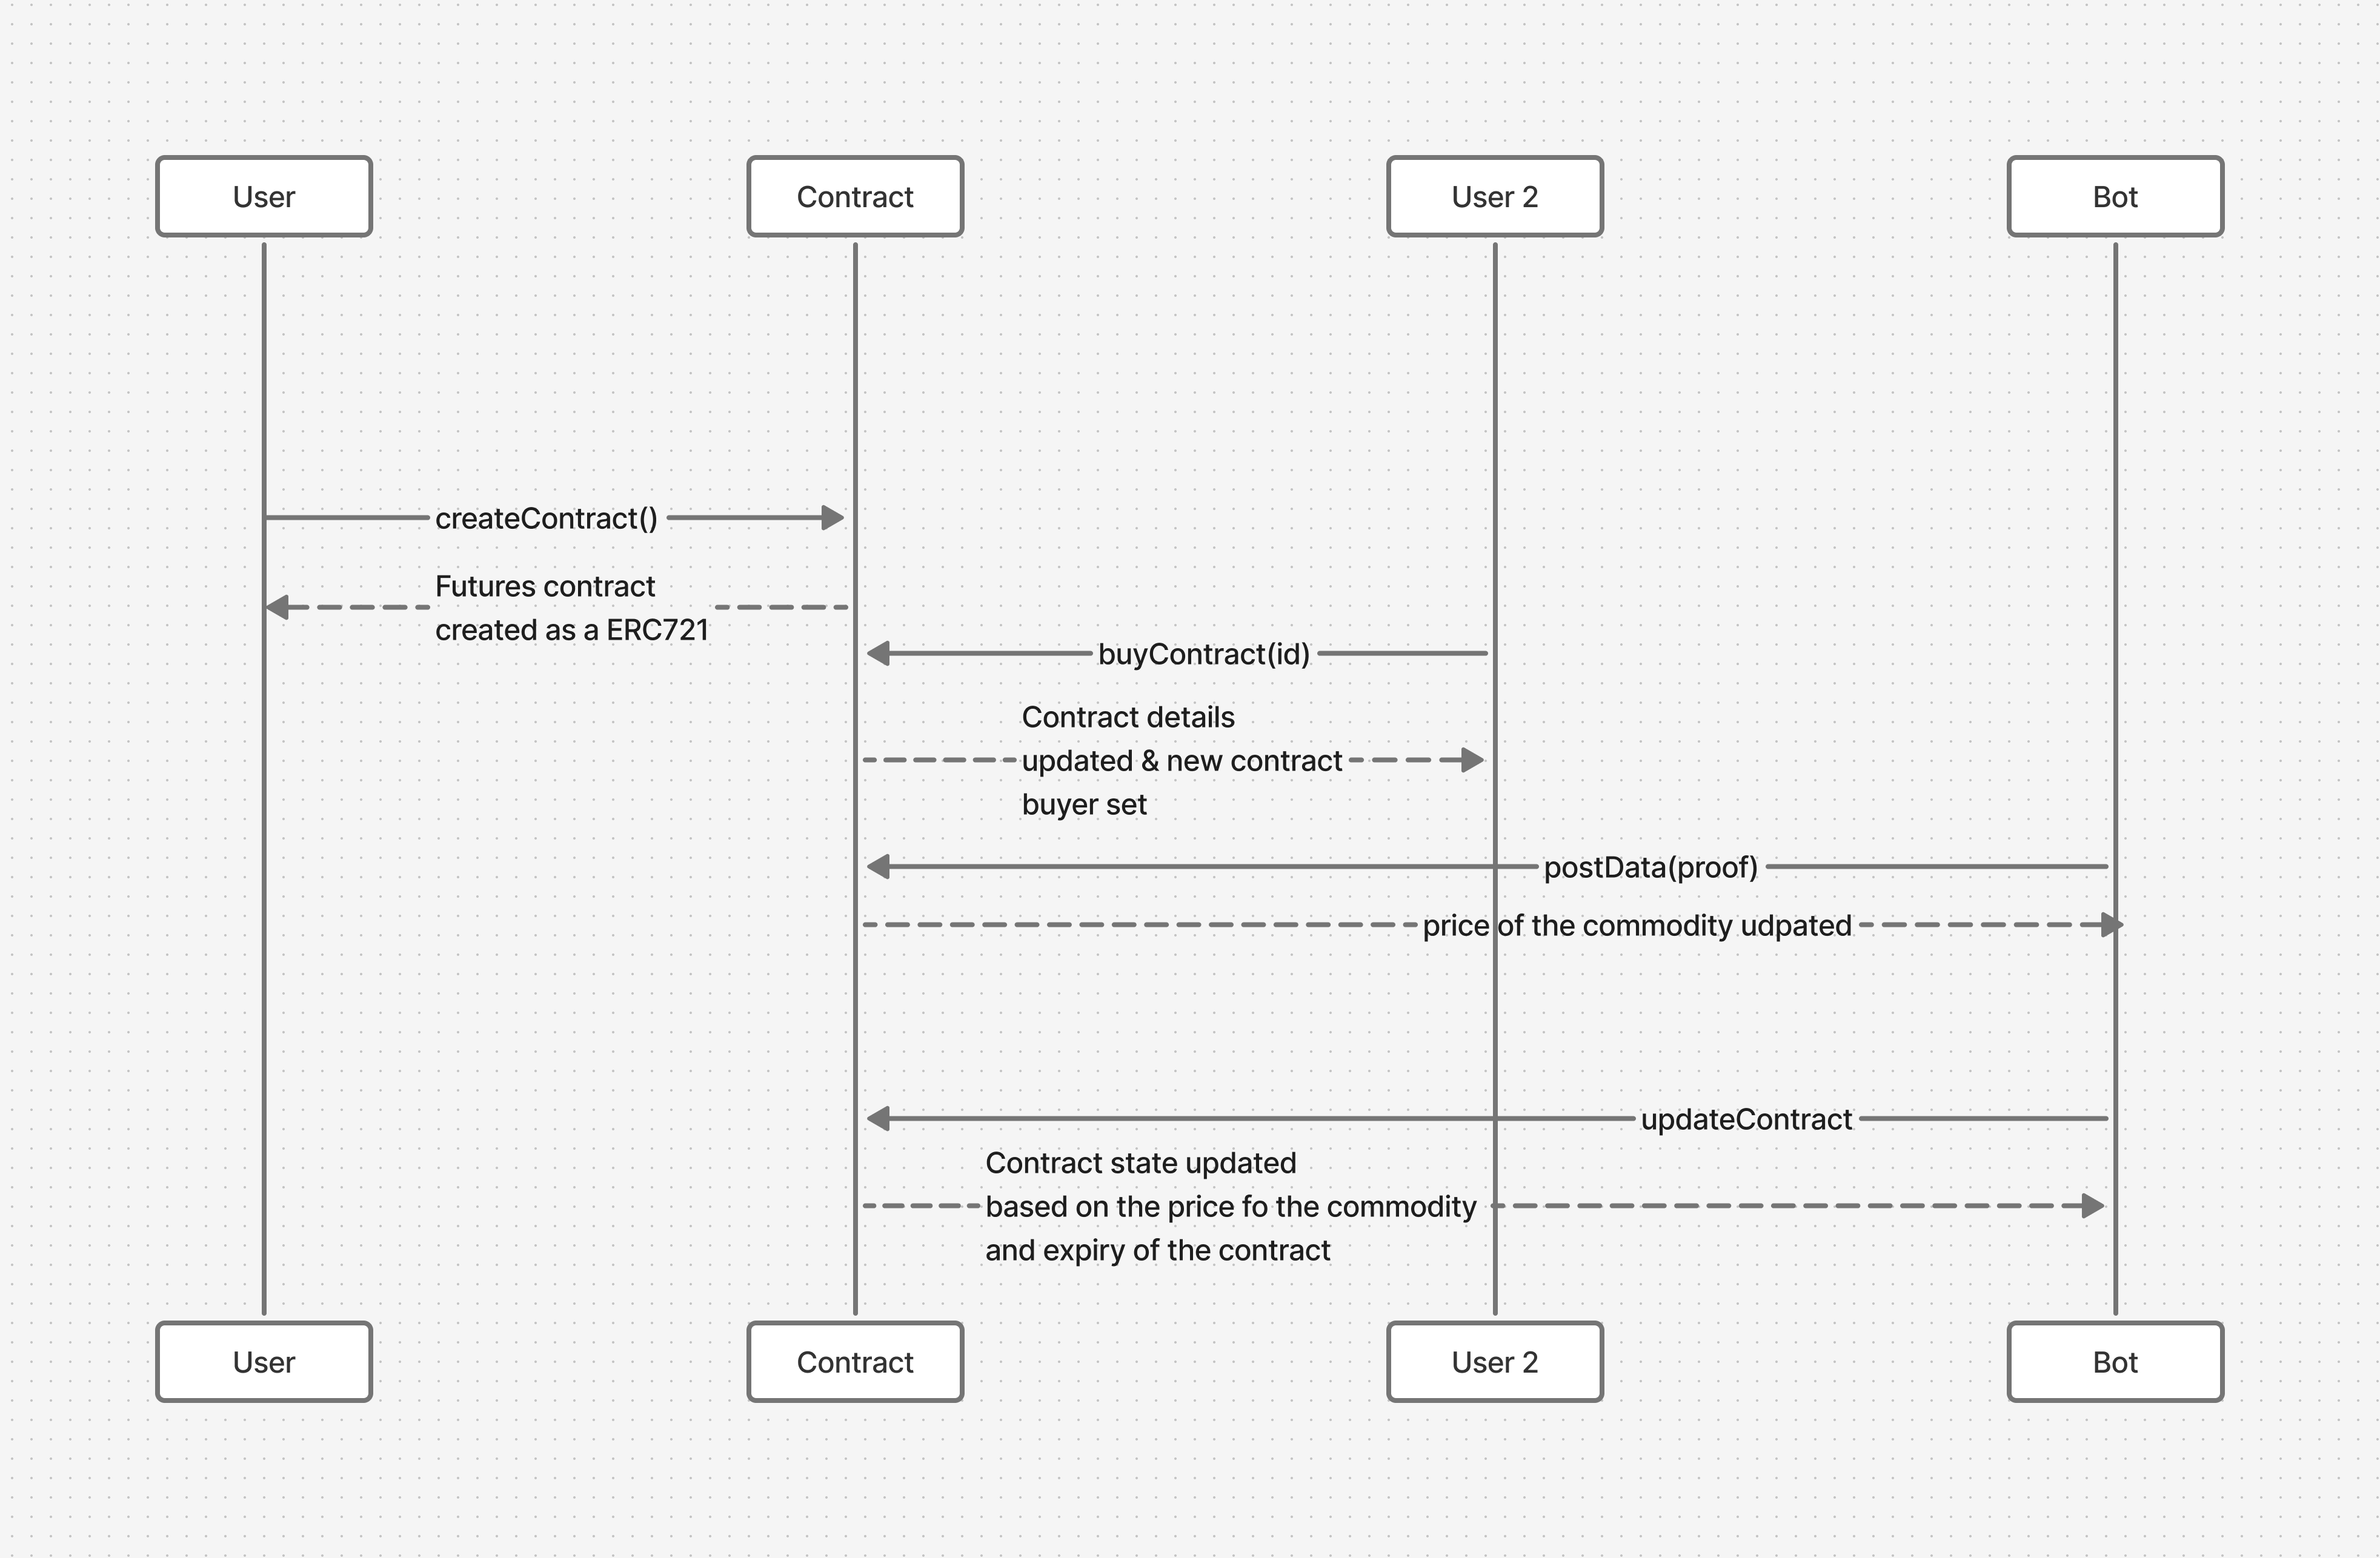 User
Contract
User 2
Bot
createContract()
Futures contract
created as a ERC721
buyContract(id)
Contract details
updated & new contract
buyer set
postData(proof)
price of the commodity udpated
updateContract
Contract state updated
based on the price fo the commodity
and expiry of the contract
User
Contract
User 2
Bot